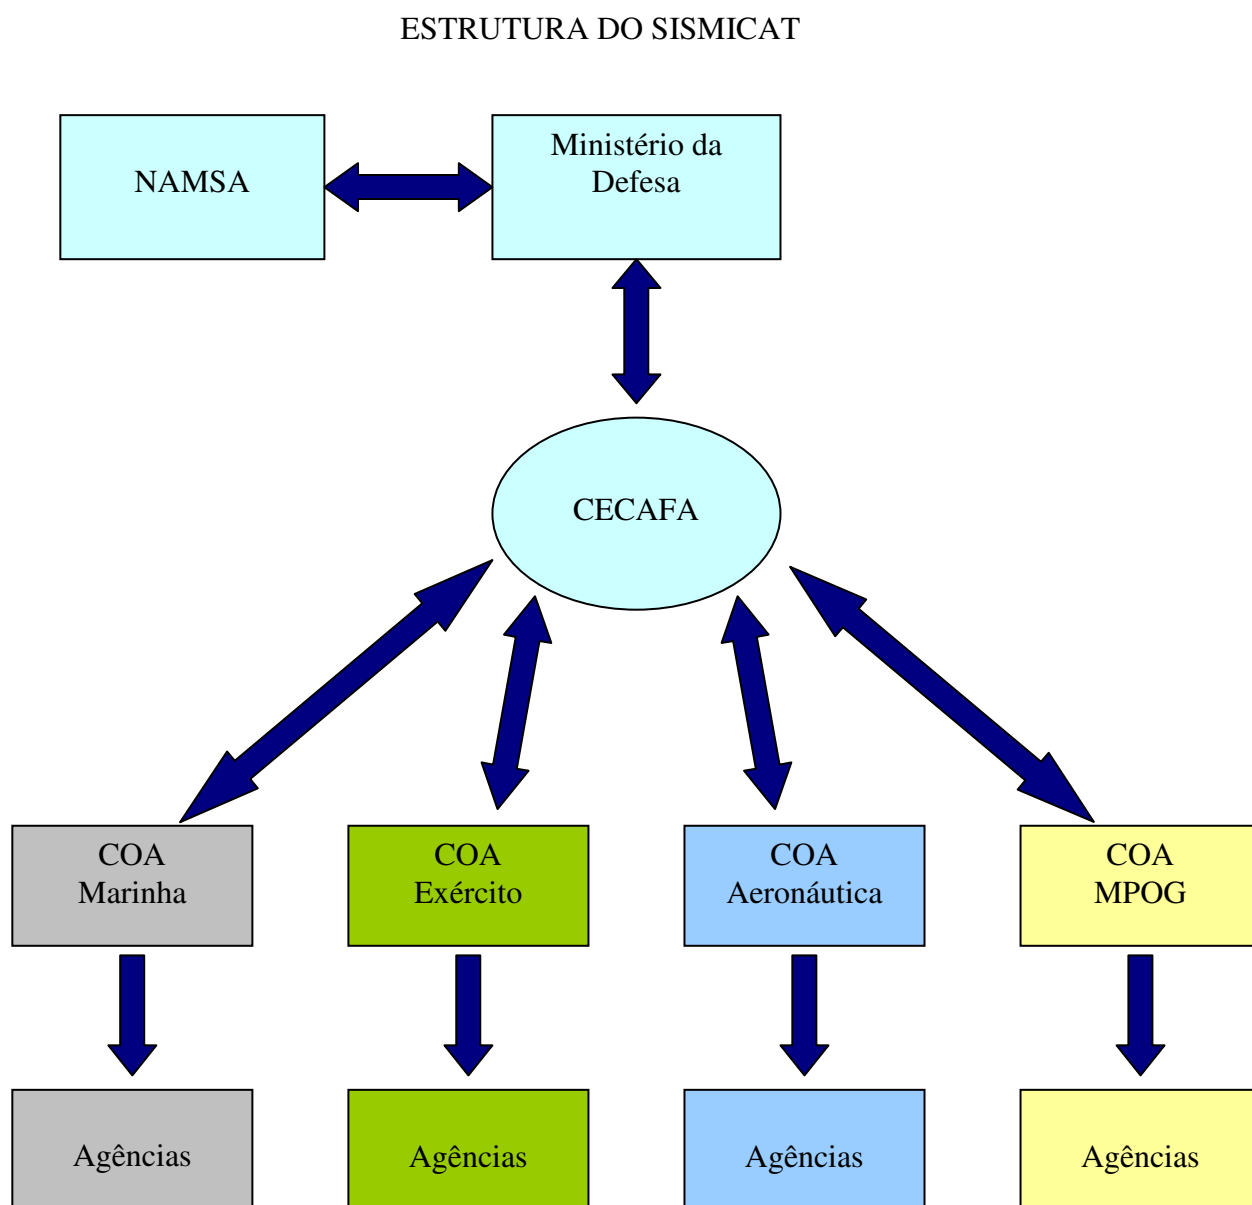 ESTRUTURA DO SISMICAT
NAMSA
Ministério da
Defesa
CECAFA
COA
Marinha
COA
Exército
COA
Aeronáutica
COA
MPOG
Agências
Agências
Agências
Agências